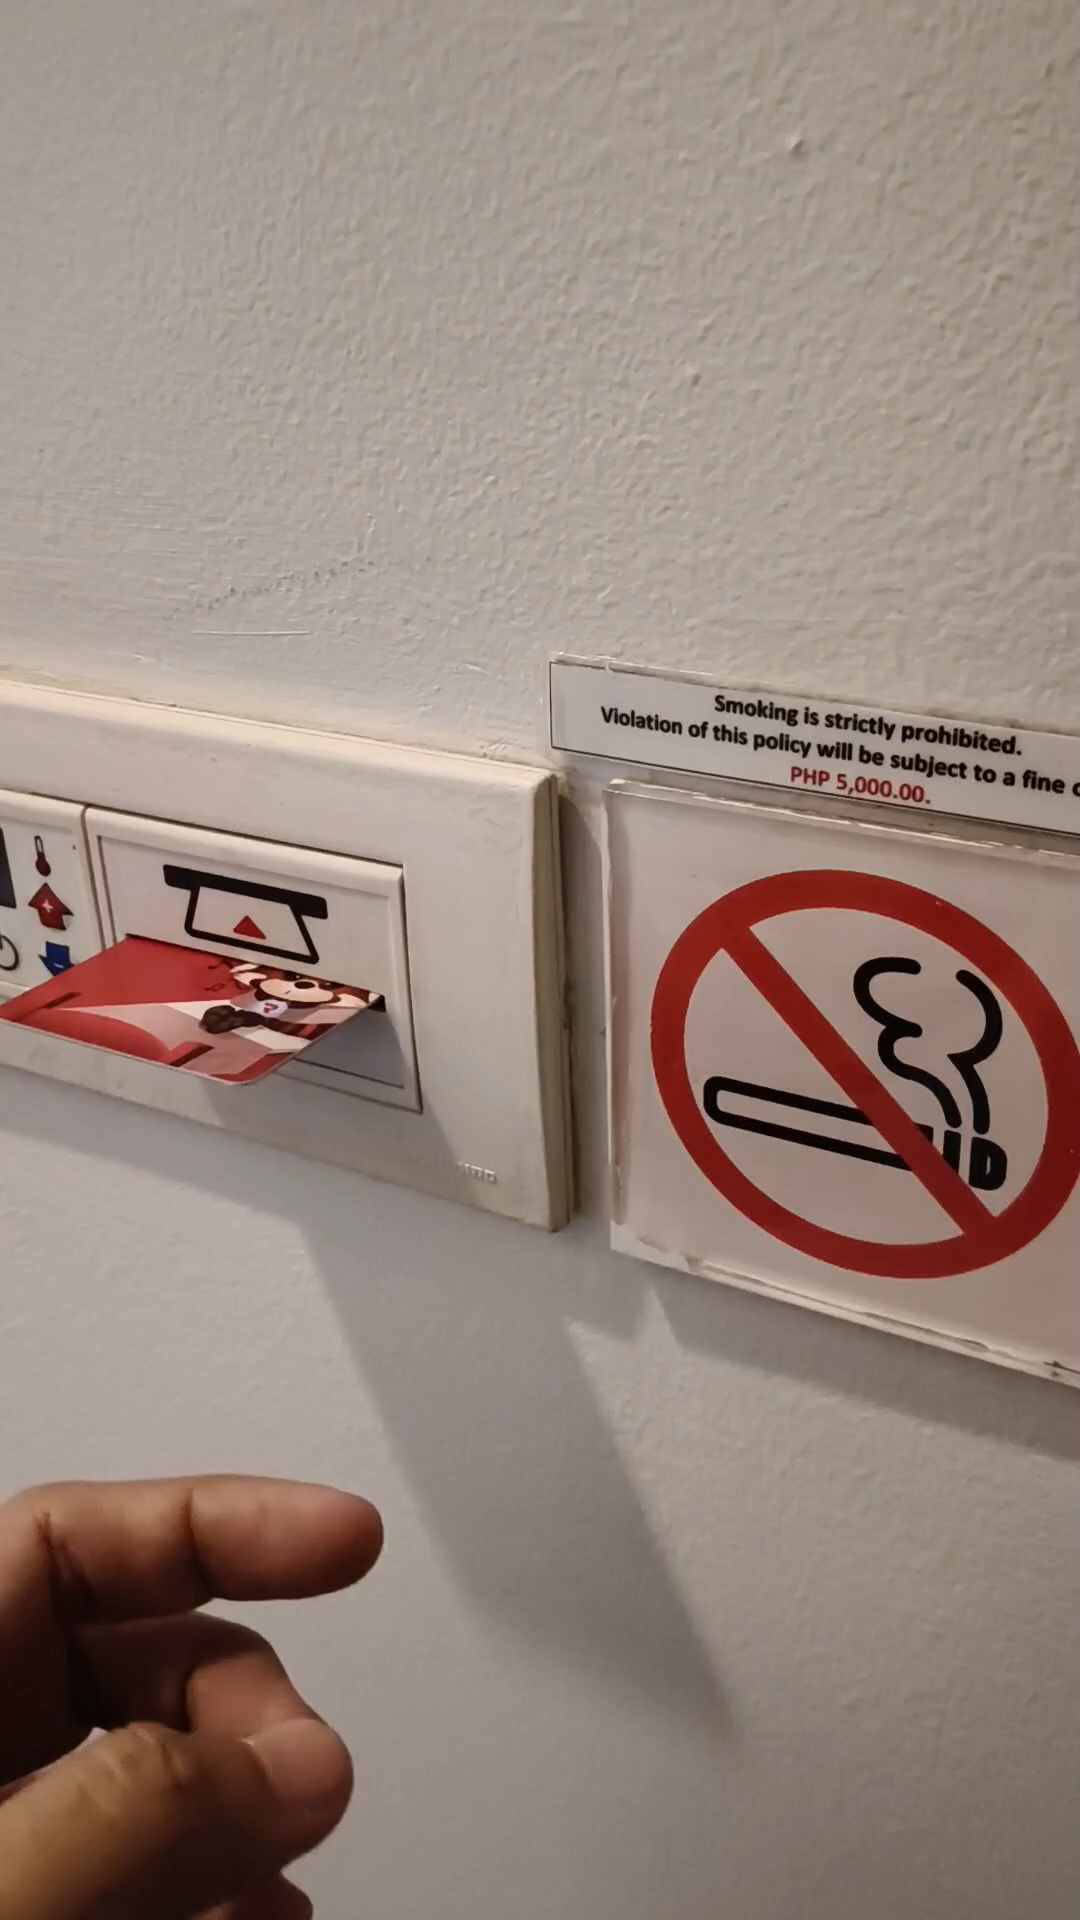 Smoking is strictly prohibited.
Violation of this policy will be subject to a fine
PHP 5,000.00.